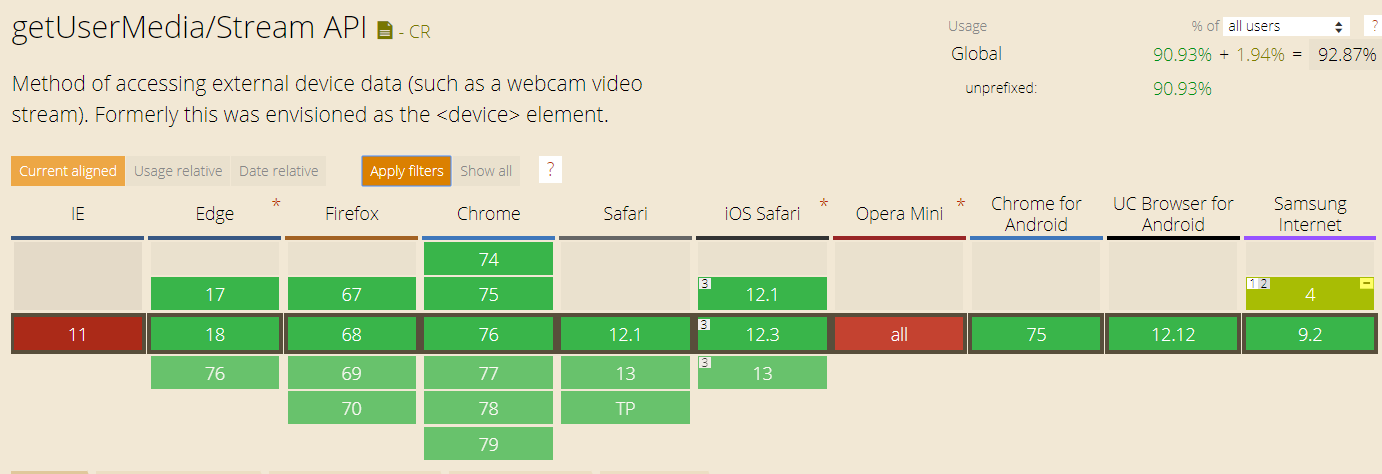 getUserMedia/Stream API - CR
Usage % of all users ?
Global 90.93% + 1.94% = 92.87%
unprefixed: 90.93%
Method of accessing external device data (such as a webcam video
stream). Formerly this was envisioned as the <device> element.
Current aligned Usage relative Date relative Apply filters Show all ?
IE Edge * Firefox Chrome Safari iOS Safari * Opera Mini * Chrome for Android UC Browser for Android Samsung Internet
74
17 67 75 3 12.1 1 2 4 −
11 18 68 76 12.1 3 12.3 all 75 12.12 9.2
76 69 77 13 3 13
70 78 TP
79